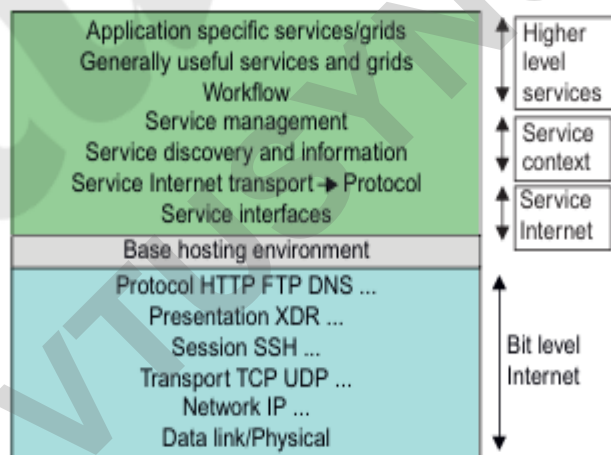 Application specific services/grids
Generally useful services and grids
Workflow
Service management
Service discovery and information
Service Internet transport → Protocol
Service interfaces
Base hosting environment
Protocol HTTP FTP DNS ...
Presentation XDR ...
Session SSH ...
Transport TCP UDP ...
Network IP ...
Data link/Physical
Higher
level
services
Service
context
Service
Internet
Bit level
Internet
VTUSYNC